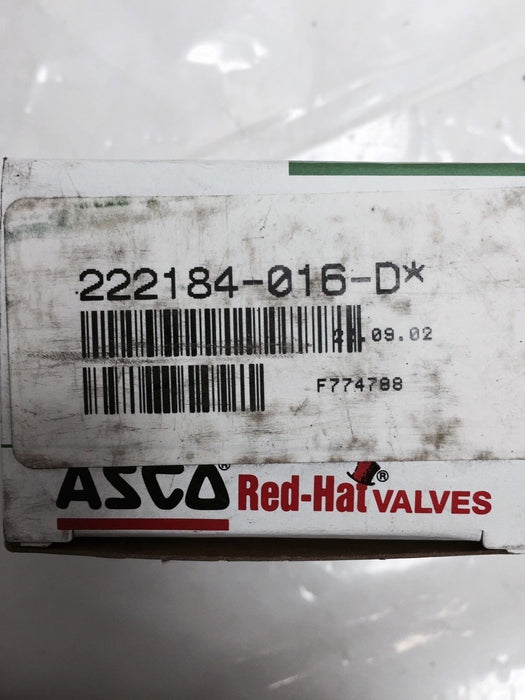 222184-016-D*
.09.02
F774788
ASCO® Red-Hat® VALVES